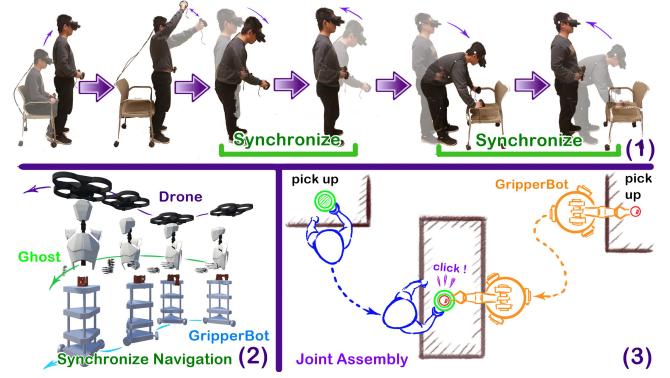 Synchronize
Synchronize
(1)
Drone
Ghost
GripperBot
Synchronize Navigation
(2)
pick up
GripperBot
pick
up
click !
Joint Assembly
(3)